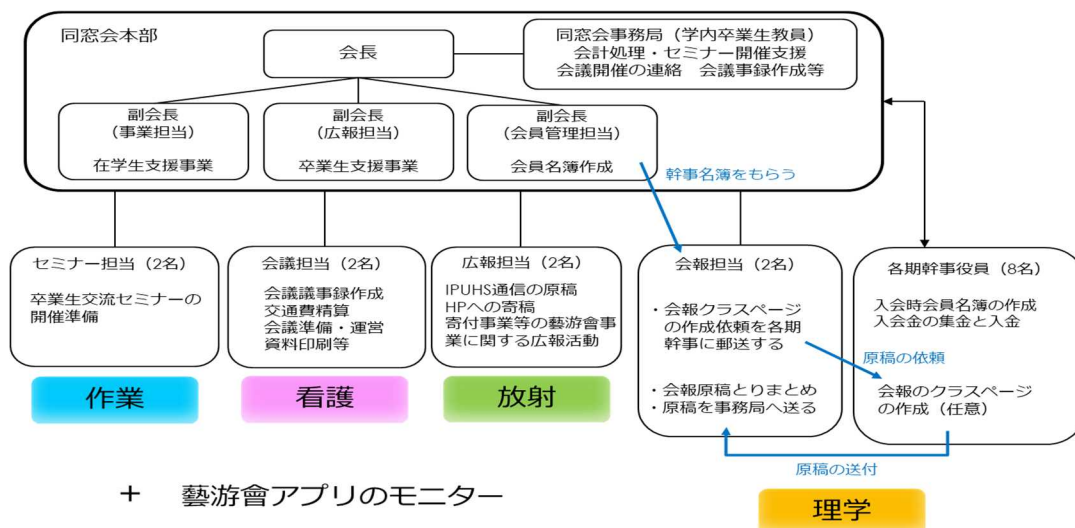 同窓会本部
会長
同窓会事務局（学内卒業生教員）
会計処理・セミナー開催支援
会議開催の連絡　会議事録作成等
副会長
（事業担当）
在学生支援事業
副会長
（広報担当）
卒業生支援事業
副会長
（会員管理担当）
会員名簿作成
幹事名簿をもらう
セミナー担当（2名）
卒業生交流セミナーの
開催準備
作業
会議担当（2名）
会議議事録作成
交通費精算
会議準備・運営
資料印刷等
看護
広報担当（2名）
IPUHS通信の原稿
HPへの寄稿
寄付事業等の藝游會事
業に関する広報活動
放射
会報担当（2名）
・会報クラスページ
の作成依頼を各期
幹事に郵送する
・会報原稿とりまとめ
・原稿を事務局へ送る
各期幹事役員（8名）
入会時会員名簿の作成
入会金の集金と入金
原稿の依頼
会報のクラスページ
の作成（任意）
原稿の送付
理学
+　藝游會アプリのモニター